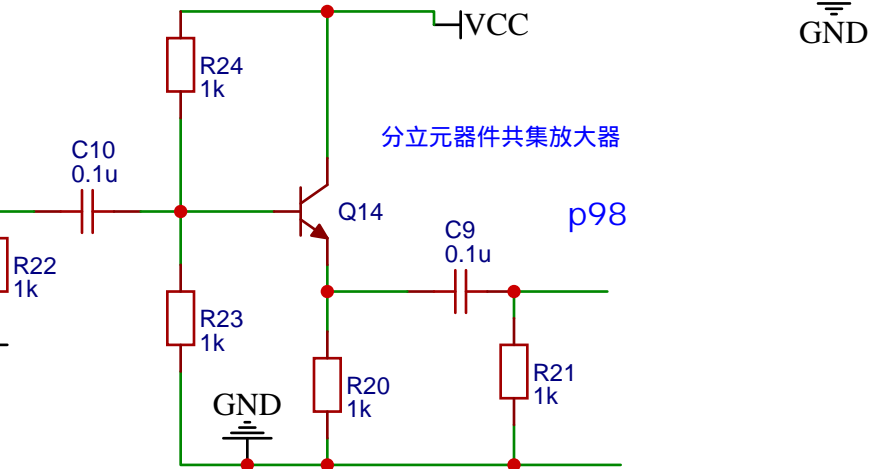 GND
VCC
R24
1k
分立元器件共集放大器
C10
0.1u
Q14
p98
C9
0.1u
R22
1k
R23
1k
R21
1k
R20
1k
GND